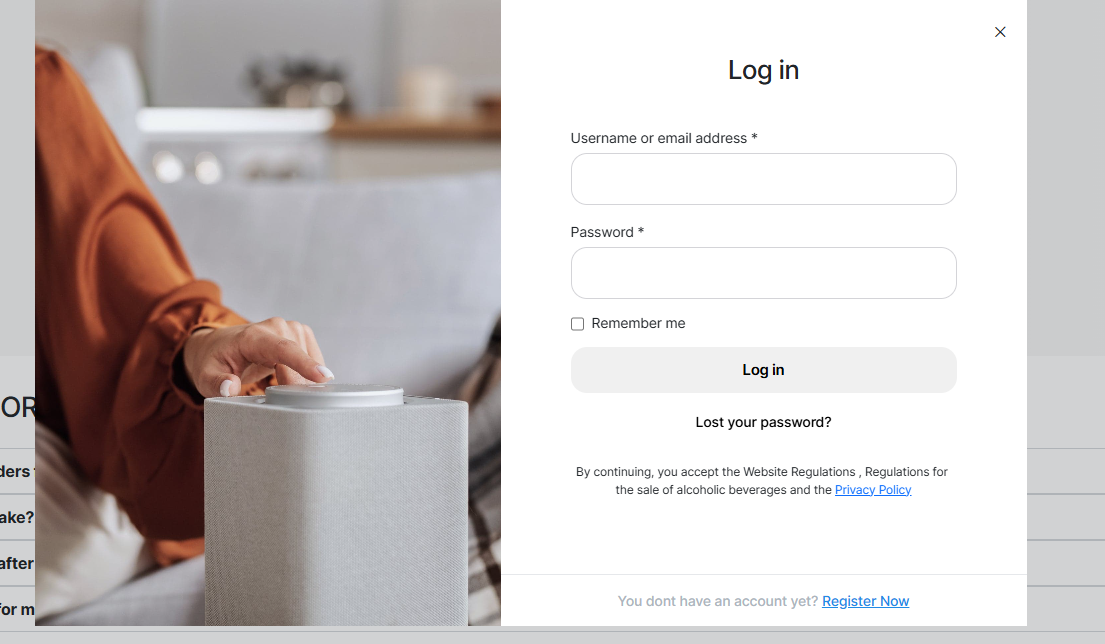 Log in
Username or email address *
Password *
Remember me
Log in
Lost your password?
By continuing, you accept the Website Regulations , Regulations for
the sale of alcoholic beverages and the Privacy Policy
You dont have an account yet? Register Now
OR
ders
ake?
after
for m